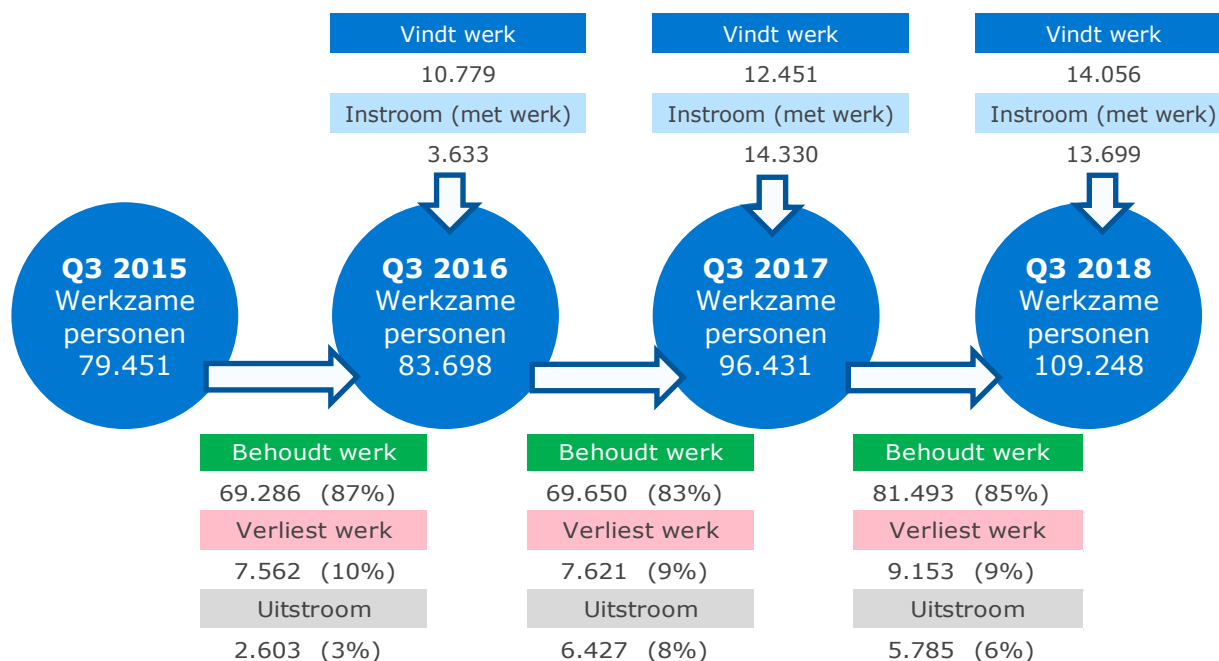 Vindt werk
10.779
Instroom (met werk)
3.633
Vindt werk
12.451
Instroom (met werk)
14.330
Vindt werk
14.056
Instroom (met werk)
13.699
Q3 2015
Werkzame
personen
79.451
Q3 2016
Werkzame
personen
83.698
Q3 2017
Werkzame
personen
96.431
Q3 2018
Werkzame
personen
109.248
Behoudt werk
69.286 (87%)
Verliest werk
7.562 (10%)
Uitstroom
2.603 (3%)
Behoudt werk
69.650 (83%)
Verliest werk
7.621 (9%)
Uitstroom
6.427 (8%)
Behoudt werk
81.493 (85%)
Verliest werk
9.153 (9%)
Uitstroom
5.785 (6%)